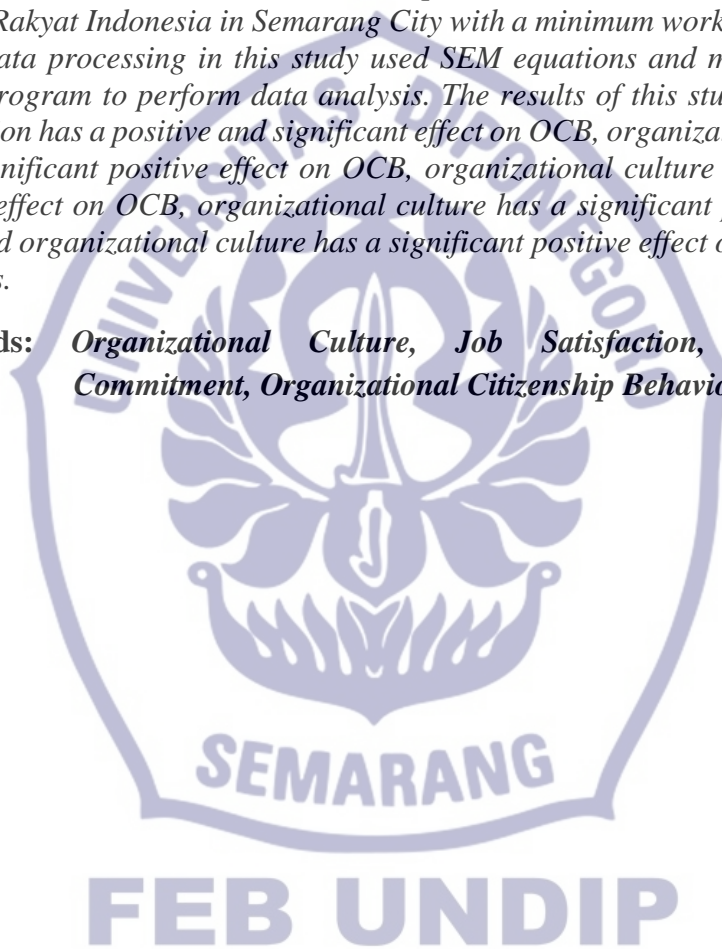 Rakyat Indonesia in Semarang City with a minimum work
ata processing in this study used SEM equations and m
rogram to perform data analysis. The results of this stu
on has a positive and significant effect on OCB, organiza
nificant positive effect on OCB, organizational culture
effect on OCB, organizational culture has a significant p
d organizational culture has a significant positive effect o
s.
ds: Organizational Culture, Job Satisfaction,
Commitment, Organizational Citizenship Behavio
UNIVERSITAS DIPONEGORO
SEMARANG
FEB UNDIP